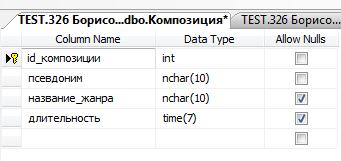 TEST.326 Борисо...dbo.Композиция* TEST.326 Борисо...
Column Name Data Type Allow Nulls
id_композиции int
псевдоним nchar(10)
название_жанра nchar(10)
длительность time(7)